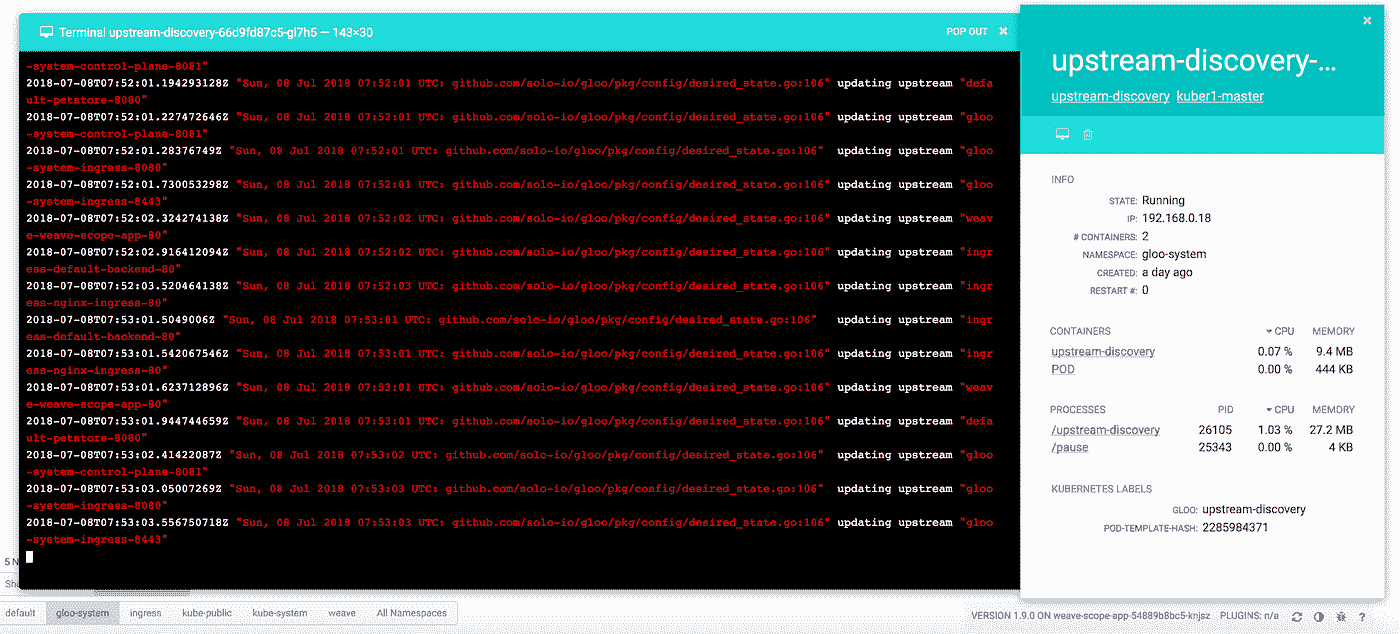 Terminal upstream-discovery-66d9fd87c5-gl7h5 — 143×30
POP OUT ×
-system-control-plane-8081"
2018-07-08T07:52:01.194293128Z "Sun, 08 Jul 2018 07:52:01 UTC: github.com/solo-io/gloo/pkg/config/desired_state.go:106" updating upstream "defa
ult-petstore-8080"
2018-07-08T07:52:01.227472646Z "Sun, 08 Jul 2018 07:52:01 UTC: github.com/solo-io/gloo/pkg/config/desired_state.go:106" updating upstream "gloo
-system-control-plane-8081"
2018-07-08T07:52:01.28376749Z "Sun, 08 Jul 2018 07:52:01 UTC: github.com/solo-io/gloo/pkg/config/desired_state.go:106" updating upstream "gloo
-system-ingress-8080"
2018-07-08T07:52:01.730053298Z "Sun, 08 Jul 2018 07:52:01 UTC: github.com/solo-io/gloo/pkg/config/desired_state.go:106" updating upstream "gloo
-system-ingress-8443"
2018-07-08T07:52:02.324274138Z "Sun, 08 Jul 2018 07:52:02 UTC: github.com/solo-io/gloo/pkg/config/desired_state.go:106" updating upstream "weav
e-weave-scope-app-80"
2018-07-08T07:52:02.916412094Z "Sun, 08 Jul 2018 07:52:02 UTC: github.com/solo-io/gloo/pkg/config/desired_state.go:106" updating upstream "ingr
ess-default-backend-80"
2018-07-08T07:52:03.520464138Z "Sun, 08 Jul 2018 07:52:03 UTC: github.com/solo-io/gloo/pkg/config/desired_state.go:106" updating upstream "ingr
ess-nginx-ingress-80"
2018-07-08T07:53:01.5049006Z "Sun, 08 Jul 2018 07:53:01 UTC: github.com/solo-io/gloo/pkg/config/desired_state.go:106" updating upstream "ingr
ess-default-backend-80"
2018-07-08T07:53:01.542067546Z "Sun, 08 Jul 2018 07:53:01 UTC: github.com/solo-io/gloo/pkg/config/desired_state.go:106" updating upstream "ingr
ess-nginx-ingress-80"
2018-07-08T07:53:01.623712896Z "Sun, 08 Jul 2018 07:53:01 UTC: github.com/solo-io/gloo/pkg/config/desired_state.go:106" updating upstream "weav
e-weave-scope-app-80"
2018-07-08T07:53:01.944744659Z "Sun, 08 Jul 2018 07:53:01 UTC: github.com/solo-io/gloo/pkg/config/desired_state.go:106" updating upstream "defa
ult-petstore-8080"
2018-07-08T07:53:02.41422087Z "Sun, 08 Jul 2018 07:53:02 UTC: github.com/solo-io/gloo/pkg/config/desired_state.go:106" updating upstream "gloo
-system-control-plane-8081"
2018-07-08T07:53:03.05007269Z "Sun, 08 Jul 2018 07:53:03 UTC: github.com/solo-io/gloo/pkg/config/desired_state.go:106" updating upstream "gloo
-system-ingress-8080"
2018-07-08T07:53:03.556750718Z "Sun, 08 Jul 2018 07:53:03 UTC: github.com/solo-io/gloo/pkg/config/desired_state.go:106" updating upstream "gloo
-system-ingress-8443"
upstream-discovery-...
upstream-discovery kuber1-master
INFO
STATE: Running
IP: 192.168.0.18
# CONTAINERS: 2
NAMESPACE: gloo-system
CREATED: a day ago
RESTART #: 0
CONTAINERS CPU MEMORY
upstream-discovery 0.07 % 9.4 MB
POD 0.00 % 444 KB
PROCESSES PID CPU MEMORY
/upstream-discovery 26105 1.03 % 27.2 MB
/pause 25343 0.00 % 4 KB
KUBERNETES LABELS
GLOO: upstream-discovery
POD-TEMPLATE-HASH: 2285984371
5 N
Sho
default gloo-system ingress kube-public kube-system weave All Namespaces
VERSION 1.9.0 ON weave-scope-app-54889b8bc5-knjsz PLUGINS: n/a ?